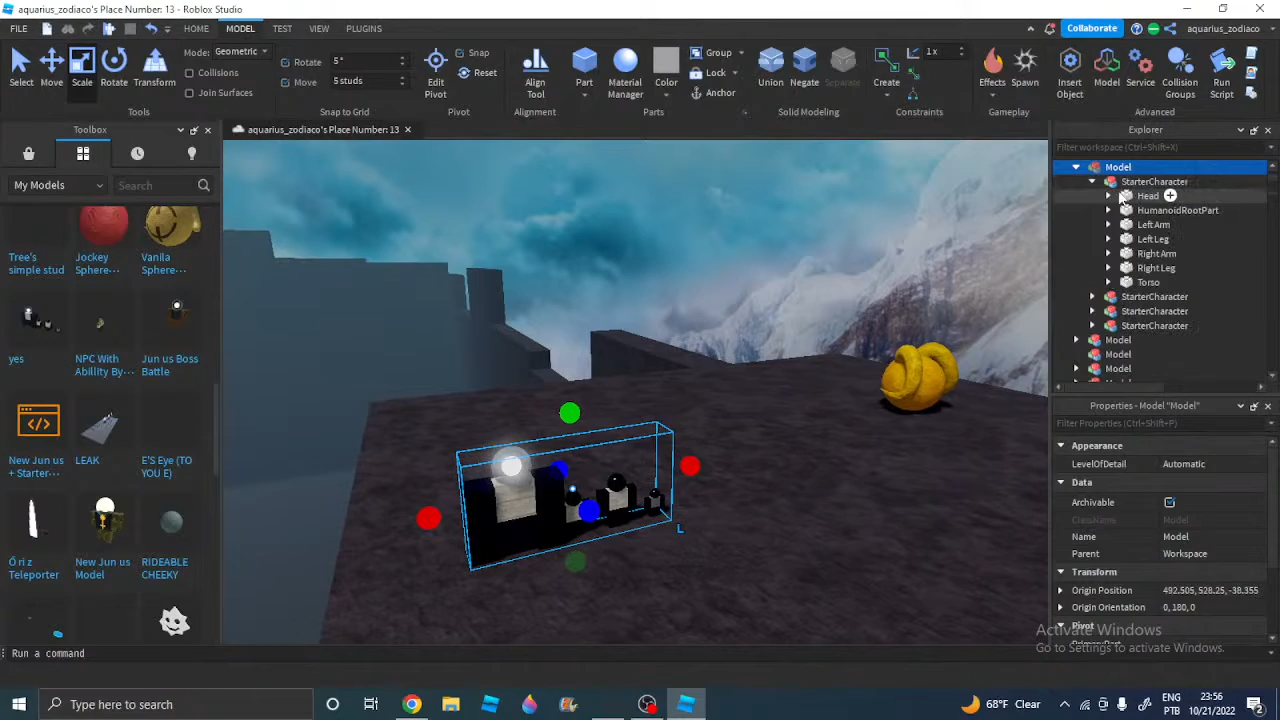 aquarius_zodiaco's Place Number: 13 - Roblox Studio
FILE
HOME
MODEL
TEST
VIEW
PLUGINS
Collaborate
aquarius_zodiaco
Select
Move
Scale
Rotate
Transform
Mode: Geometric
Collisions
Join Surfaces
Tools
Rotate
5°
Move
5 studs
Snap to Grid
Edit
Pivot
Snap
Reset
Pivot
Align
Tool
Alignment
Part
Material
Manager
Color
Group
Lock
Anchor
Parts
Union
Negate
Separate
Solid Modeling
Create
1x
Constraints
Effects
Spawn
Gameplay
Insert
Object
Model
Service
Collision
Groups
Run
Script
Advanced
Toolbox
My Models
Search
Tree's
simple stud
Jockey
Sphere---
Vanila
Sphere---
yes
NPC With
Abillity By---
Jun us Boss
Battle
New Jun us
+ Starter---
LEAK
E'S Eye (TO
YOU E)
Ô ri z
Teleporter
New Jun us
Model
RIDEABLE
CHEEKY
aquarius_zodiaco's Place Number: 13
L
Explorer
Filter workspace (Ctrl+Shift+X)
Model
StarterCharacter
Head
HumanoidRootPart
Left Arm
Left Leg
Right Arm
Right Leg
Torso
StarterCharacter
StarterCharacter
StarterCharacter
Model
Model
Model
Properties - Model "Model"
Filter Properties (Ctrl+Shift+P)
Appearance
LevelOfDetail
Automatic
Data
Archivable
ClassName
Model
Name
Model
Parent
Workspace
Transform
Origin Position
492.505, 528.25, -38.355
Origin Orientation
0, 180, 0
Pivot
Activate Windows
Go to Settings to activate Windows.
Run a command
Type here to search
68°F Clear
ENG
PTB
23:56
10/21/2022
2